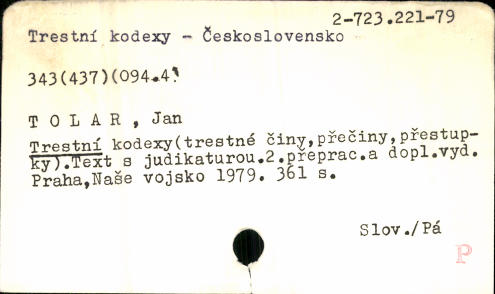 2-723.221-79
Trestní kodexy - Československo
343(437)(094.4)
T O L A R , Jan
Trestní kodexy(trestné činy,přečiny,přestup-
ky).Text s judikaturou.2.přeprac.a dopl.vyd.
Praha,Naše vojsko 1979. 361 s.
Slov./Pá
P